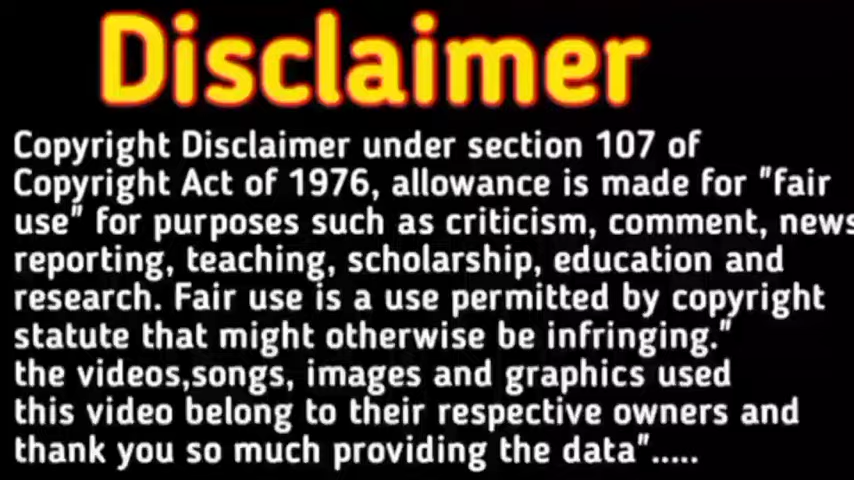 Disclaimer
Copyright Disclaimer under section 107 of
Copyright Act of 1976, allowance is made for "fair
use" for purposes such as criticism, comment, news
reporting, teaching, scholarship, education and
research. Fair use is a use permitted by copyright
statute that might otherwise be infringing."
the videos,songs, images and graphics used
this video belong to their respective owners and
thank you so much providing the data".....